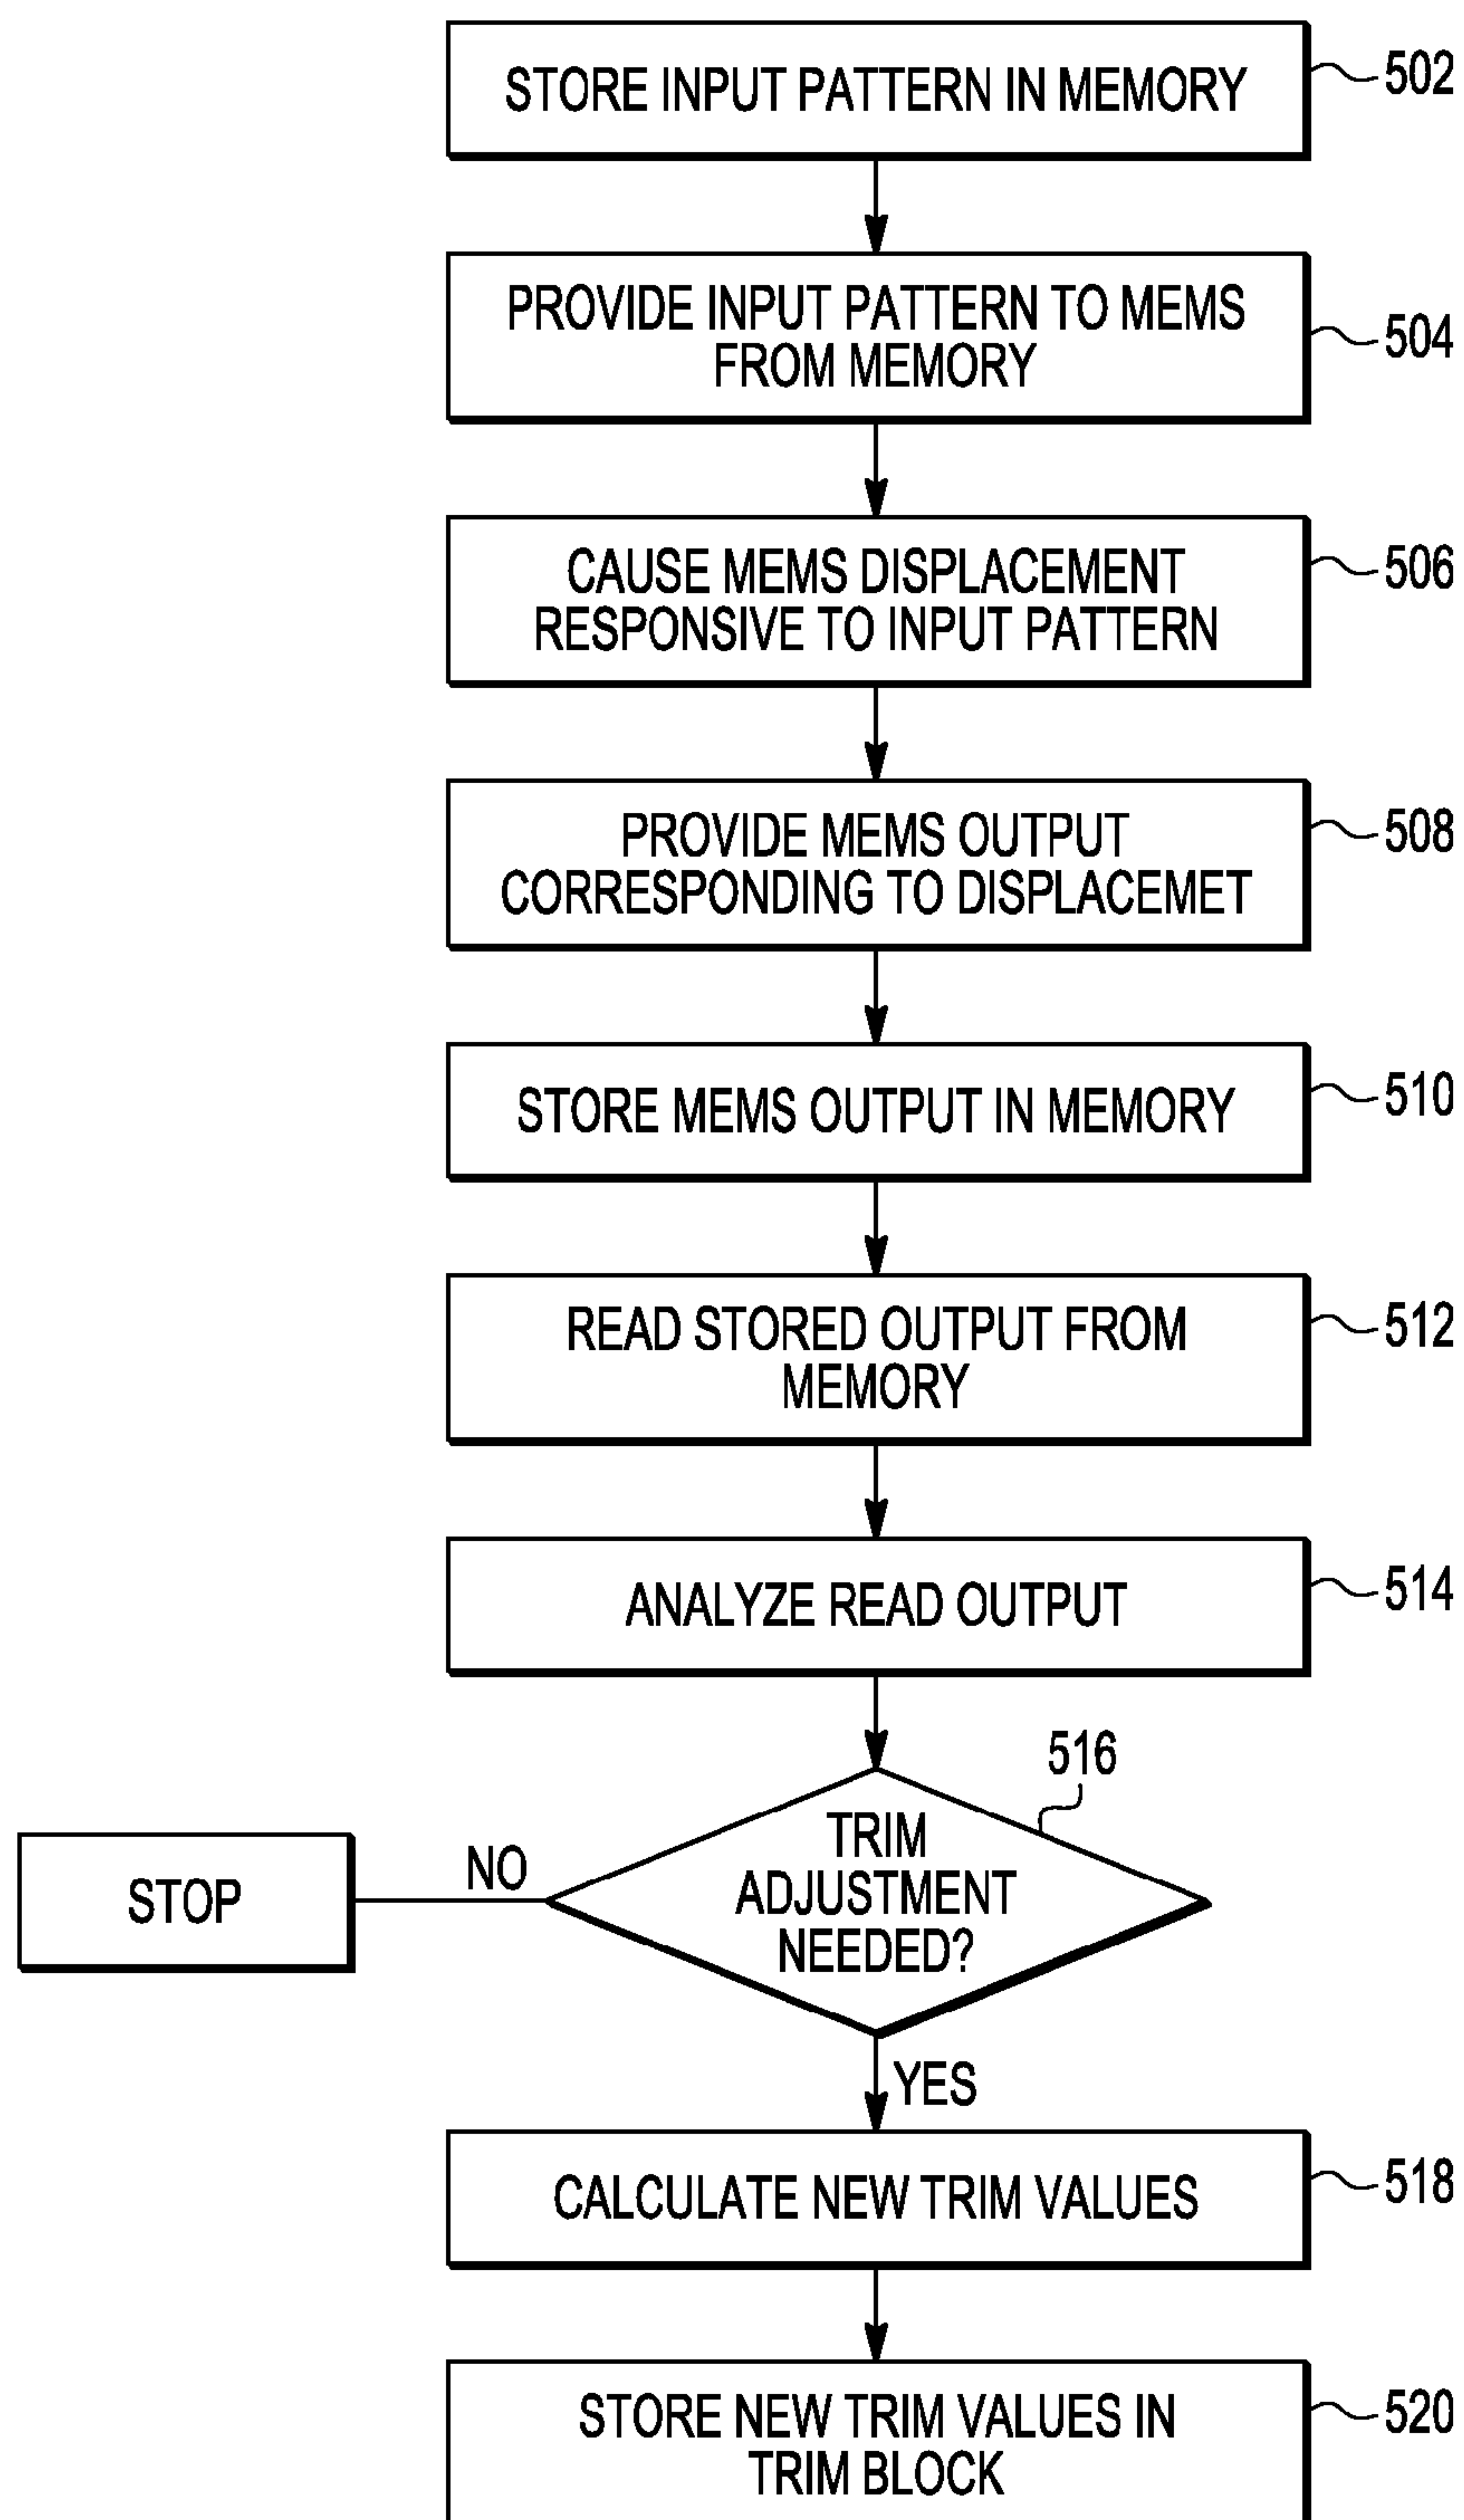 STORE INPUT PATTERN IN MEMORY
502
PROVIDE INPUT PATTERN TO MEMS
FROM MEMORY
504
CAUSE MEMS DISPLACEMENT
RESPONSIVE TO INPUT PATTERN
506
PROVIDE MEMS OUTPUT
CORRESPONDING TO DISPLACEMET
508
STORE MEMS OUTPUT IN MEMORY
510
READ STORED OUTPUT FROM
MEMORY
512
ANALYZE READ OUTPUT
514
516
TRIM
ADJUSTMENT
NEEDED?
NO
STOP
YES
CALCULATE NEW TRIM VALUES
518
STORE NEW TRIM VALUES IN
TRIM BLOCK
520